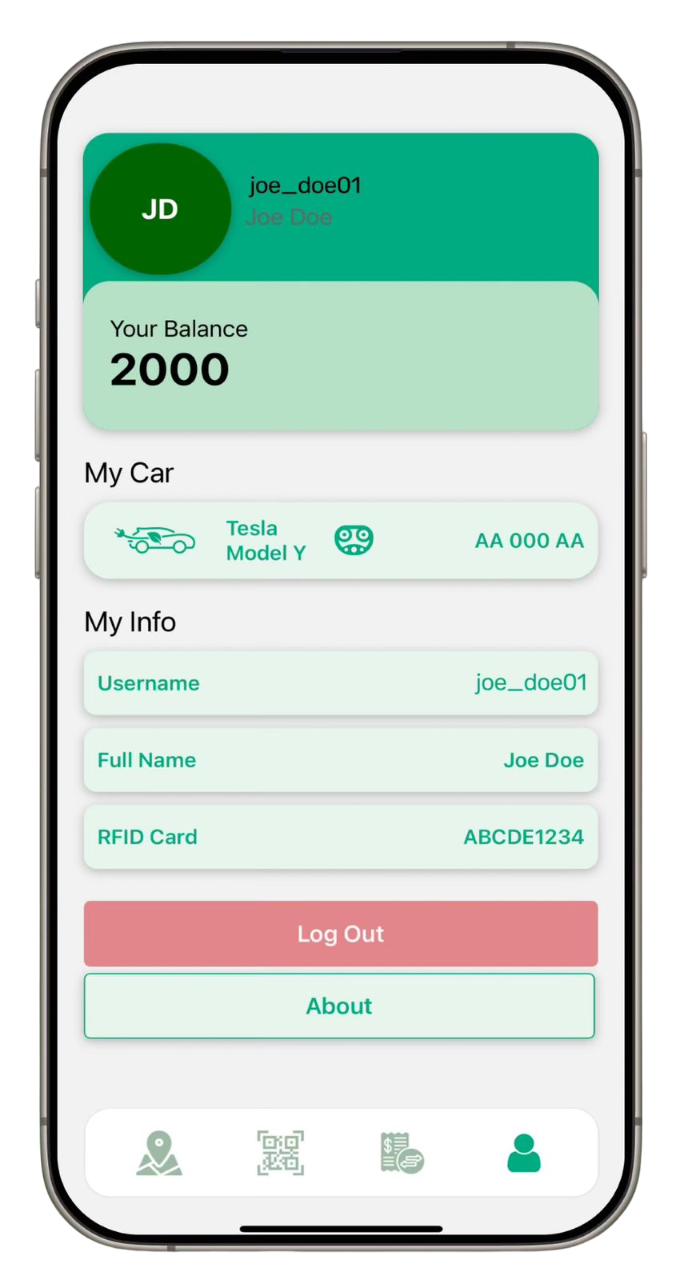 JD
joe_doe01
Joe Doe
Your Balance
2000
My Car
Tesla
Model Y
AA 000 AA
My Info
Username joe_doe01
Full Name Joe Doe
RFID Card ABCDE1234
Log Out
About
$